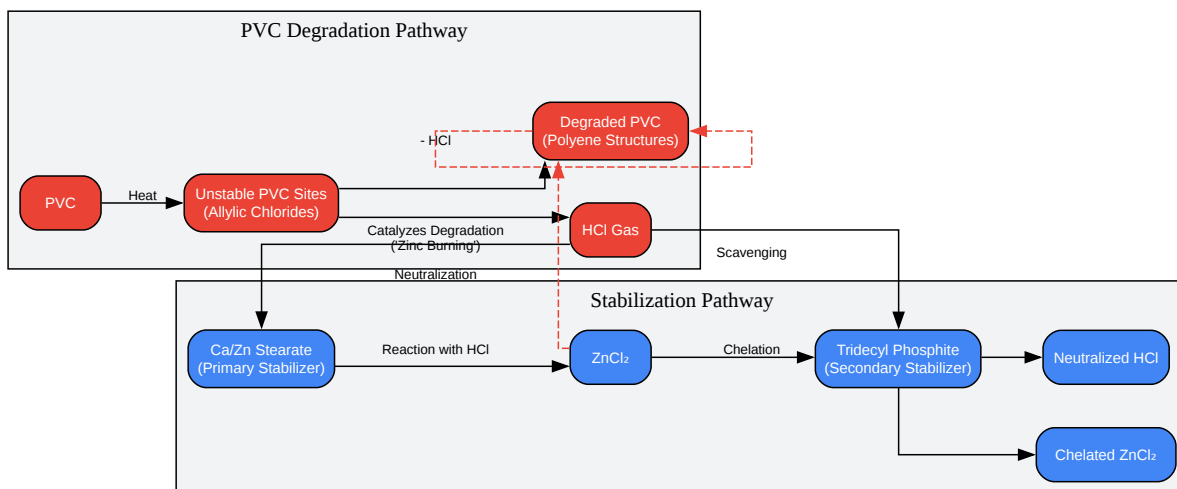 PVC Degradation Pathway
Degraded PVC
(Polyene Structures)
- HCl
PVC
Heat
Unstable PVC Sites
(Allylic Chlorides)
HCl Gas
Catalyzes Degradation
('Zinc Burning')
Scavenging
Neutralization
Stabilization Pathway
Ca/Zn Stearate
(Primary Stabilizer)
Reaction with HCl
ZnCl₂
Chelation
Tridecyl Phosphite
(Secondary Stabilizer)
Neutralized HCl
Chelated ZnCl₂